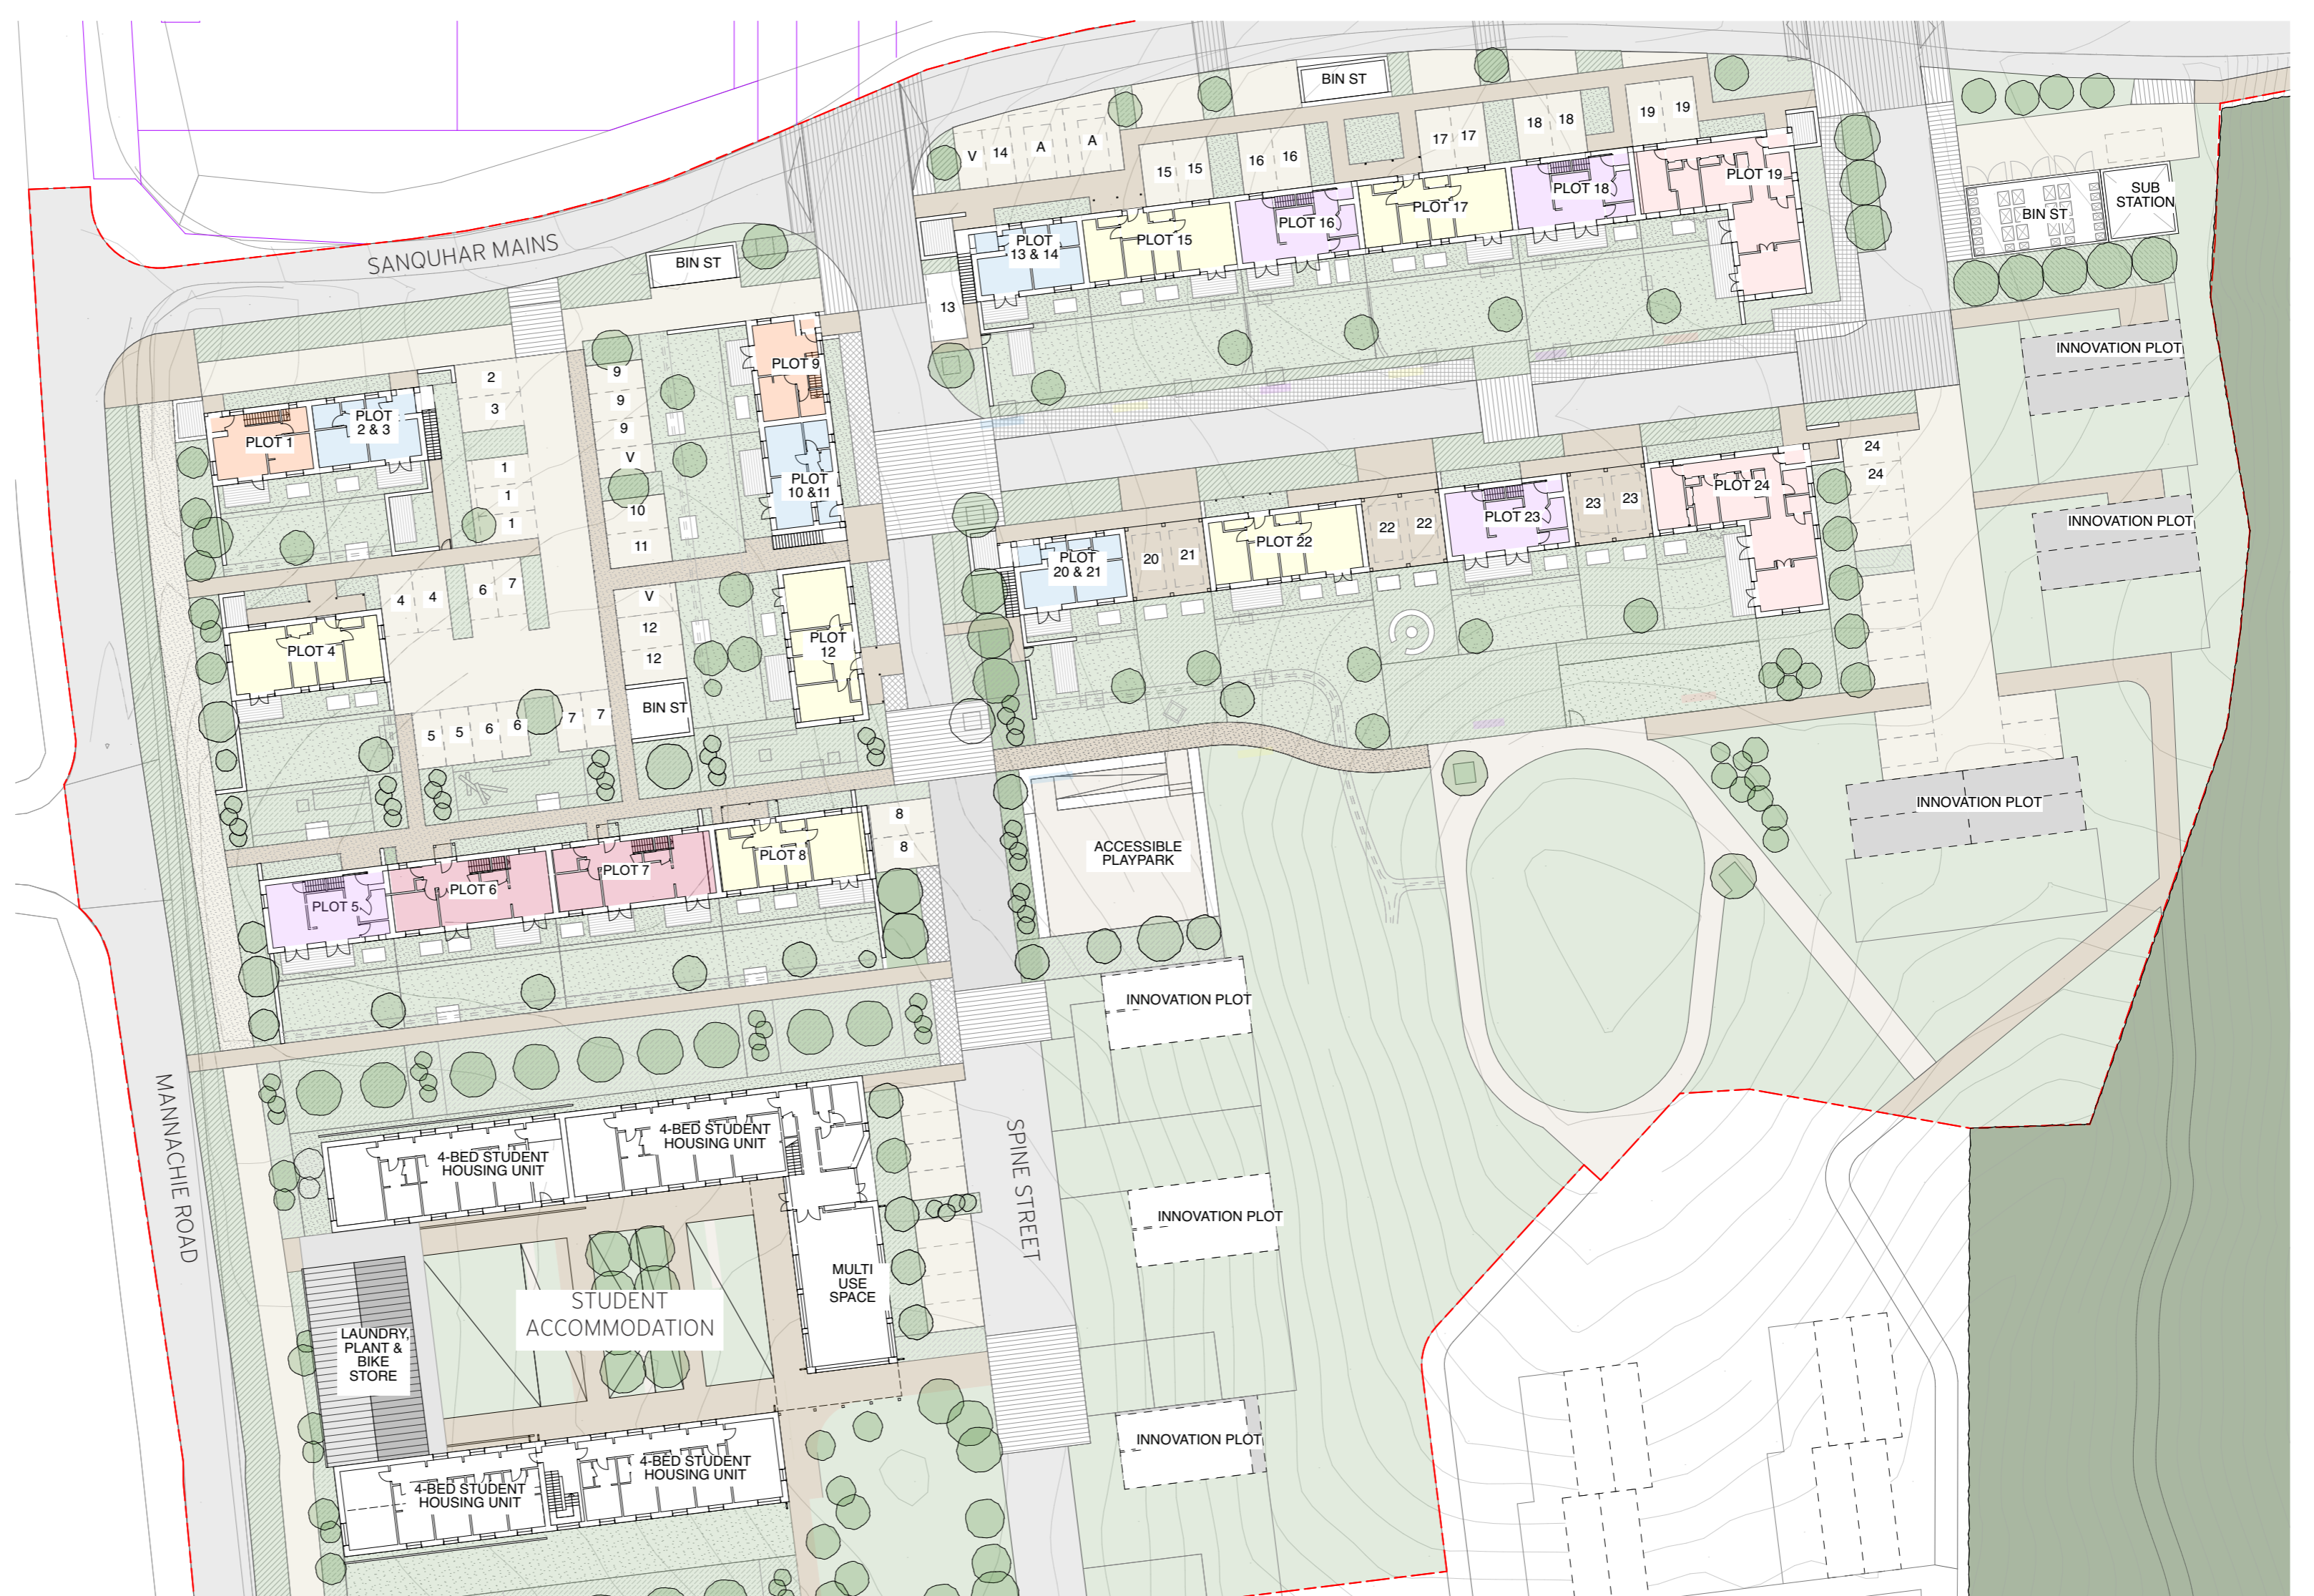 BIN ST
SANQUHAR MAINS
BIN ST
V
14
A
A
15
15
16
16
17
17
18
18
19
19
PLOT
13 & 14
PLOT 15
PLOT 16
PLOT 17
PLOT 18
PLOT 19
BIN ST
SUB
STATION
13
INNOVATION PLOT
PLOT 1
PLOT
2 & 3
2
3
1
1
1
9
9
9
V
10
11
PLOT 9
PLOT
10 &11
24
24
INNOVATION PLOT
PLOT
20 & 21
20
21
PLOT 22
22
22
PLOT 23
23
23
PLOT 24
4
4
6
7
V
12
12
PLOT 4
PLOT
12
BIN ST
5
5
6
6
7
7
INNOVATION PLOT
PLOT 5
PLOT 6
PLOT 7
PLOT 8
8
8
ACCESSIBLE
PLAYPARK
INNOVATION PLOT
MANNACHIE ROAD
SPINE STREET
4-BED STUDENT
HOUSING UNIT
4-BED STUDENT
HOUSING UNIT
INNOVATION PLOT
MULTI
USE
SPACE
STUDENT
ACCOMMODATION
LAUNDRY,
PLANT &
BIKE
STORE
INNOVATION PLOT
4-BED STUDENT
HOUSING UNIT
4-BED STUDENT
HOUSING UNIT